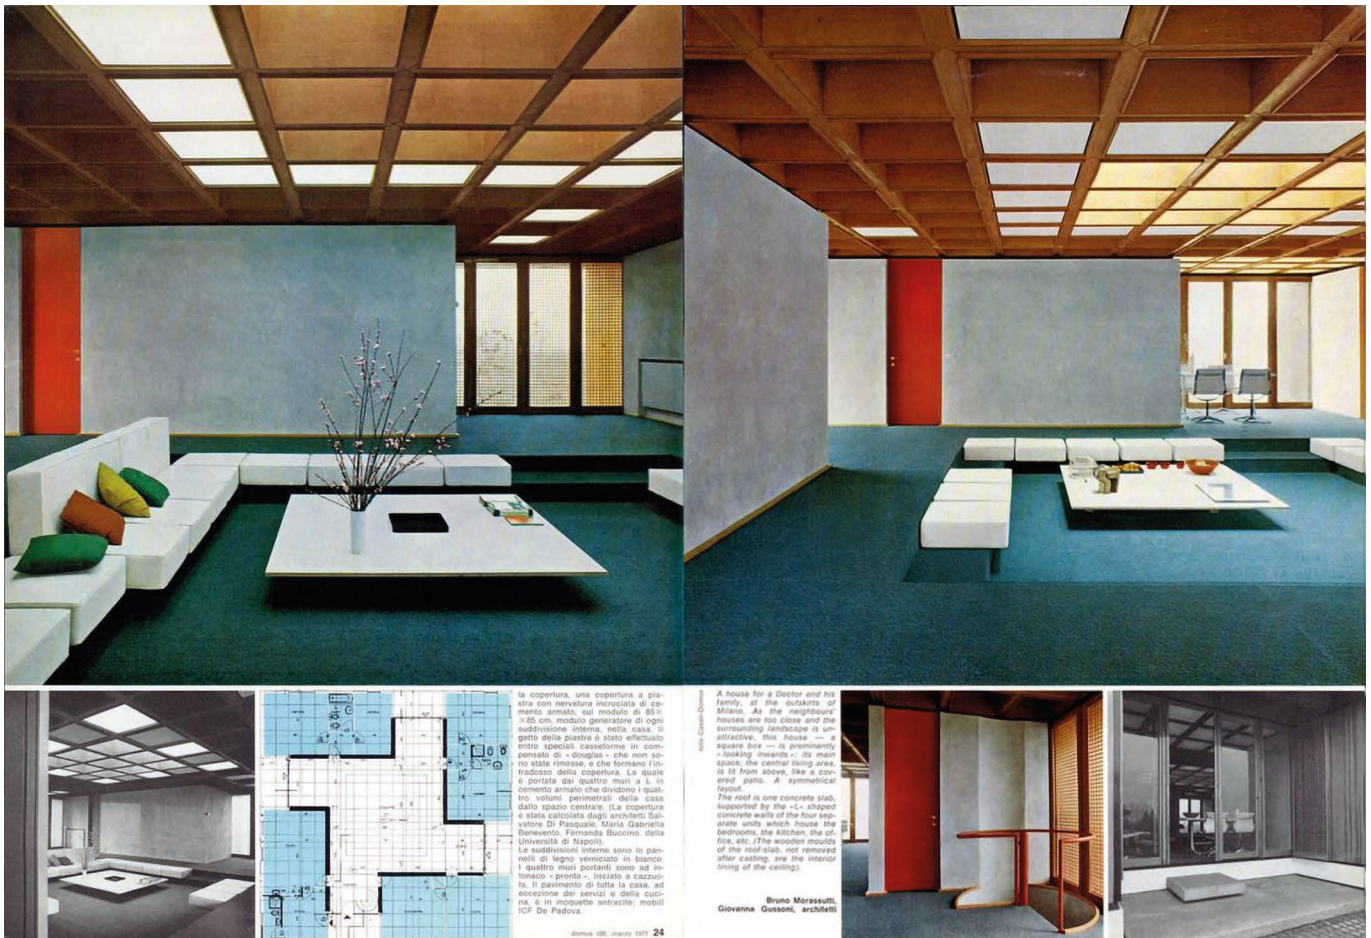 la copertura, una copertura a pia-
stra con nervatura incrociata di ce-
mento armato, sul modulo di 85×
×85 cm, modulo generatore di ogni
suddivisione interna, nella casa. Il
getto della piastra è stato effettuato
entro speciali casseforme in com-
pensato di « douglas » che non so-
no state rimosse, e che formano l'in-
tradosso della copertura. La quale
è portata dai quattro muri a L in
cemento armato che dividono i quat-
tro volumi perimetrali della casa
dallo spazio centrale. (La copertura
è stata calcolata dagli architetti Sal-
vatore Di Pasquale, Maria Gabriella
Benevento, Fernanda Buccino, della
Università di Napoli).
Le suddivisioni interne sono in pan-
nelli di legno verniciato in bianco.
I quattro muri portanti sono ad in-
tonaco « pronto », lisciato a cazzuo-
la. Il pavimento di tutta la casa, ad
eccezione dei servizi e della cuci-
na, è in moquette antracite; mobili
ICF De Padova.
domus 496, marzo 1971 24
foto Casali-Domus
A house for a Doctor and his
family, at the outskirts of
Milano. As the neighbours'
houses are too close and the
surrounding landscape is un-
attractive, this house — a
square box — is prominently
« looking inwards »: its main
space, the central living area,
is lit from above, like a cov-
ered patio. A symmetrical
layout.
The roof is one concrete slab,
supported by the «L» shaped
concrete walls of the four sep-
arate units which house the
bedrooms, the kitchen, the of-
fice, etc. (The wooden moulds
of the roof-slab, not removed
after casting, are the interior
lining of the ceiling).
Bruno Morassutti,
Giovanna Gussoni, architetti